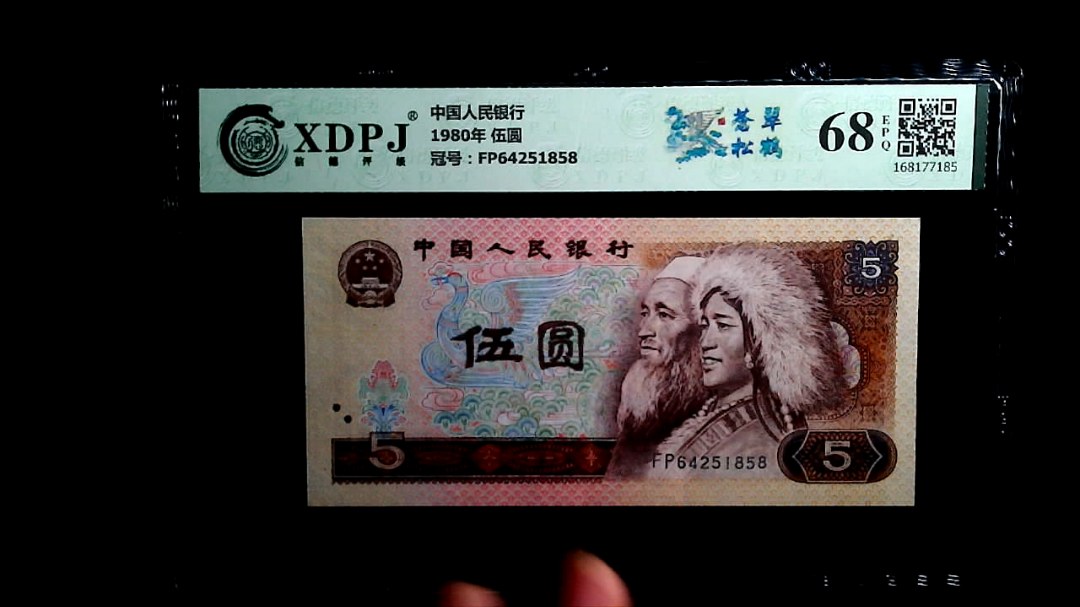 XDPJ®
信德评级
中国人民银行
1980年 伍圆
冠号：FP64251858
苍翠
松鹤
68
EPQ
168177185
中国人民银行
5
伍圆
5
FP64251858
5